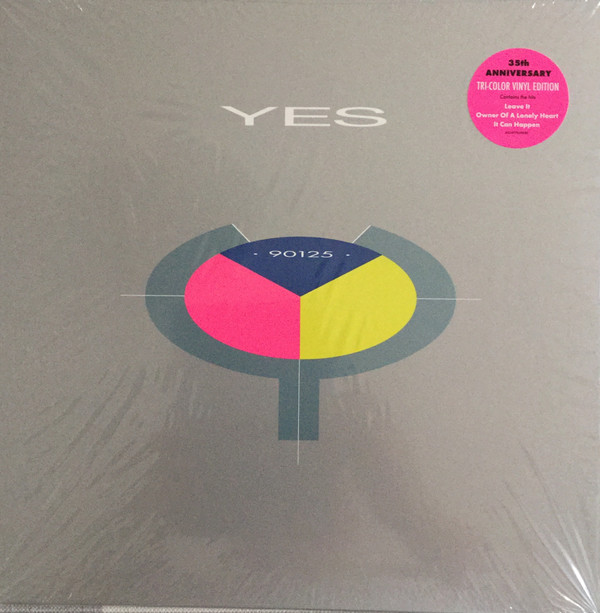 YES
35th
ANNIVERSARY
TRI-COLOR VINYL EDITION
Contains the hits
Leave It
Owner Of A Lonely Heart
It Can Happen
· 90125 ·